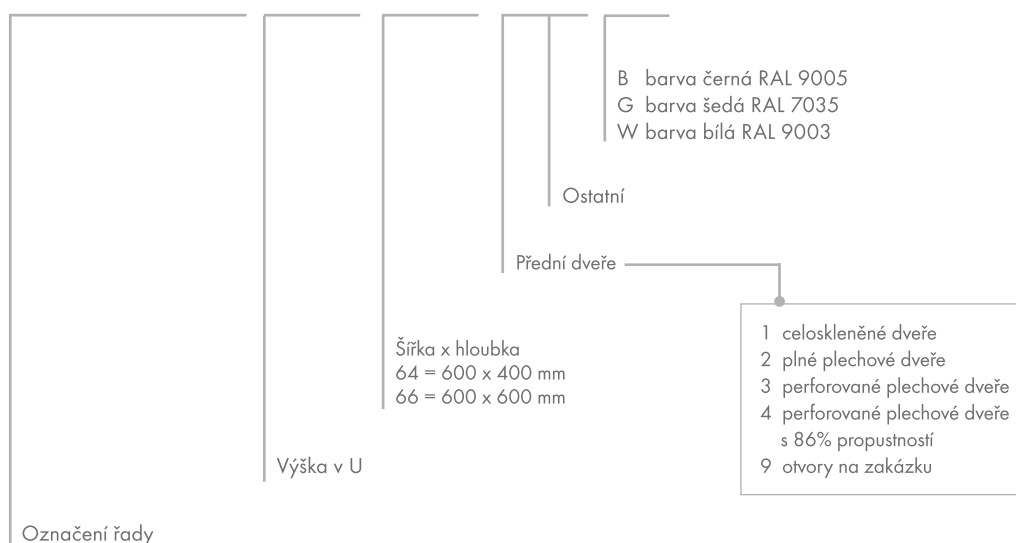 B barva černá RAL 9005
G barva šedá RAL 7035
W barva bílá RAL 9003
Ostatní
Přední dveře
1 celoskleněné dveře
2 plné plechové dveře
3 perforované plechové dveře
4 perforované plechové dveře
s 86% propustností
9 otvory na zakázku
Šířka x hloubka
64 = 600 x 400 mm
66 = 600 x 600 mm
Výška v U
Označení řady